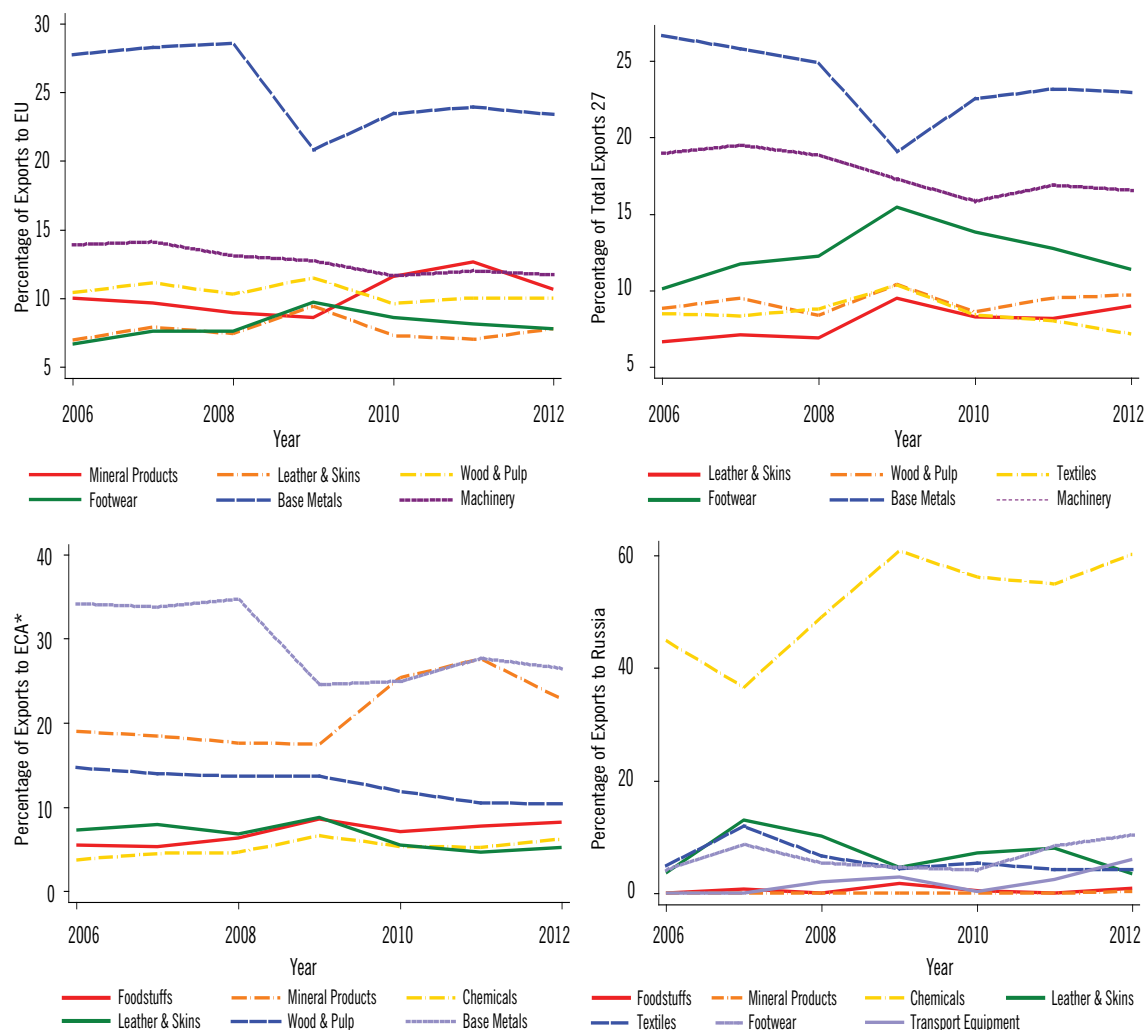 Percentage of Exports to EU
30
25
20
15
10
5
2006 2008 2010 2012
Year
Mineral Products Leather & Skins Wood & Pulp
Footwear Base Metals Machinery
Percentage of Total Exports 27
25
20
15
10
5
2006 2008 2010 2012
Year
Leather & Skins Wood & Pulp Textiles
Footwear Base Metals Machinery
Percentage of Exports to ECA*
40
30
20
10
0
2006 2008 2010 2012
Year
Foodstuffs Mineral Products Chemicals
Leather & Skins Wood & Pulp Base Metals
Percentage of Exports to Russia
60
40
20
0
2006 2008 2010 2012
Year
Foodstuffs Mineral Products Chemicals Leather & Skins
Textiles Footwear Transport Equipment